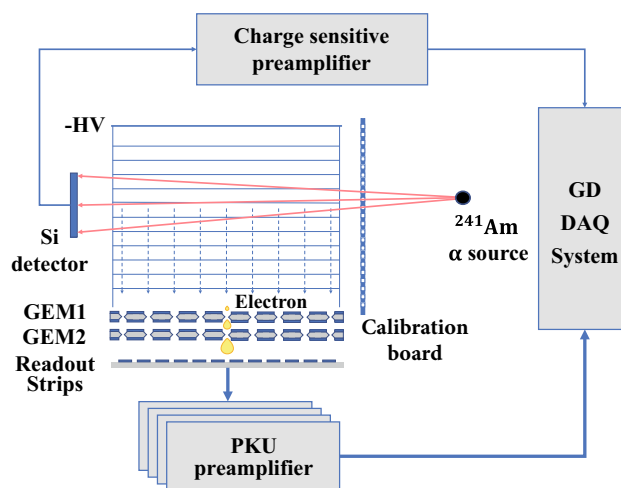 Charge sensitive
preamplifier
-HV
Si
detector
²⁴¹Am
α source
GD
DAQ
System
Electron
GEM1
GEM2
Readout
Strips
Calibration
board
PKU
preamplifier